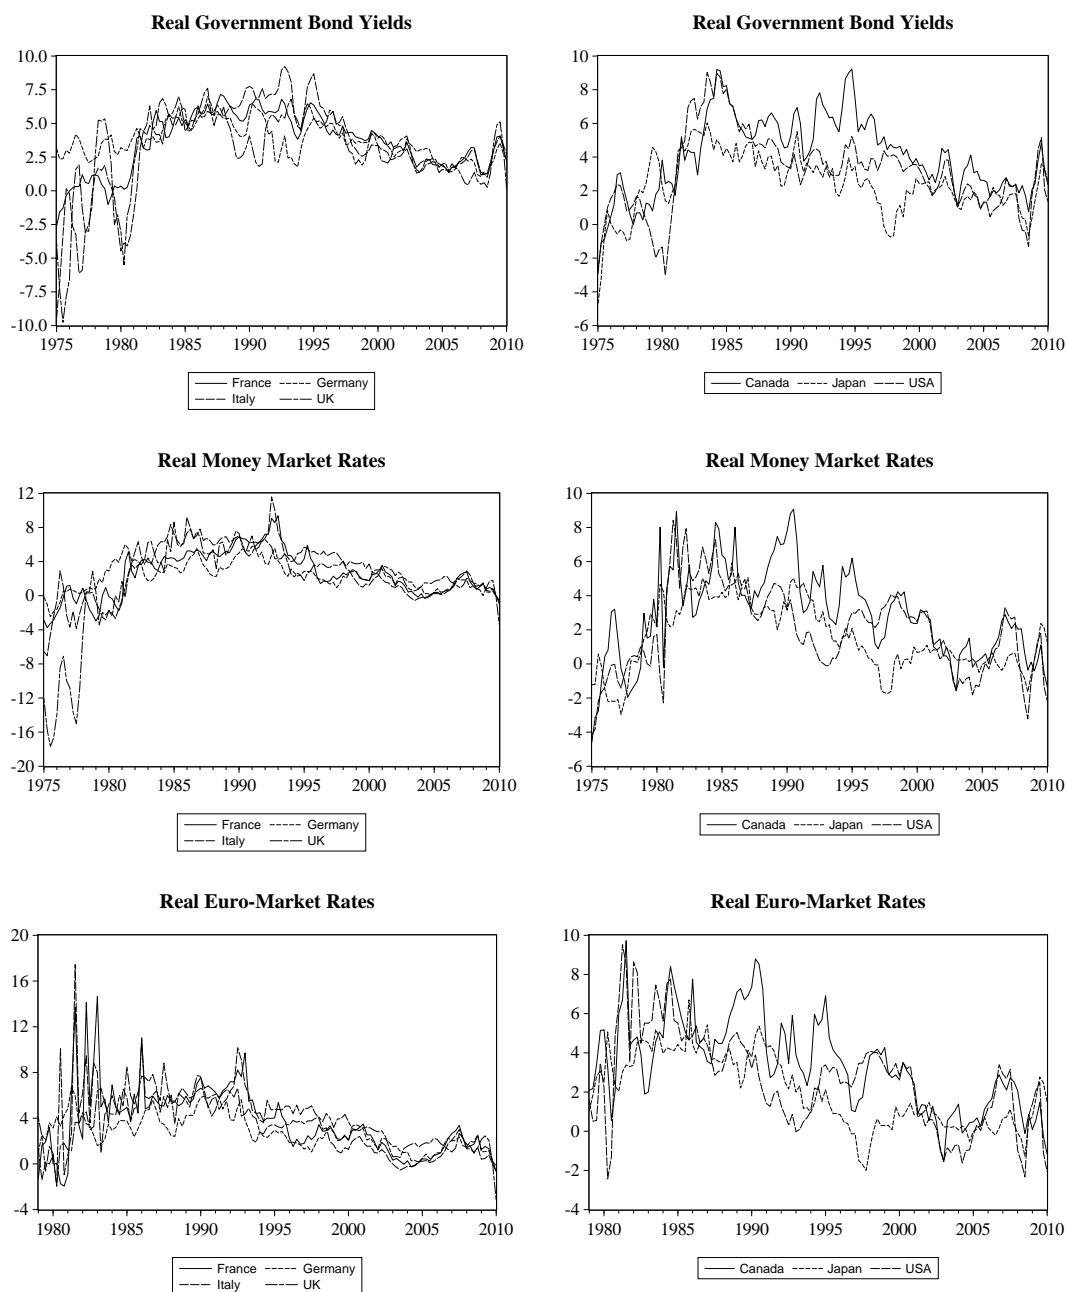 Real Government Bond Yields
10.0
7.5
5.0
2.5
0.0
-2.5
-5.0
-7.5
-10.0
1975 1980 1985 1990 1995 2000 2005 2010
France Germany
Italy UK
Real Government Bond Yields
10
8
6
4
2
0
-2
-4
-6
1975 1980 1985 1990 1995 2000 2005 2010
Canada Japan USA
Real Money Market Rates
12
8
4
0
-4
-8
-12
-16
-20
1975 1980 1985 1990 1995 2000 2005 2010
France Germany
Italy UK
Real Money Market Rates
10
8
6
4
2
0
-2
-4
-6
1975 1980 1985 1990 1995 2000 2005 2010
Canada Japan USA
Real Euro-Market Rates
20
16
12
8
4
0
-4
1980 1985 1990 1995 2000 2005 2010
France Germany
Italy UK
Real Euro-Market Rates
10
8
6
4
2
0
-2
-4
1980 1985 1990 1995 2000 2005 2010
Canada Japan USA